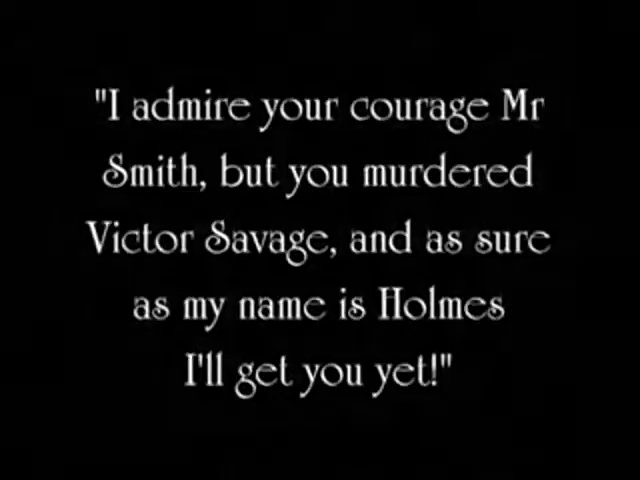 "I admire your courage Mr
Smith, but you murdered
Victor Savage, and as sure
as my name is Holmes
I'll get you yet!"